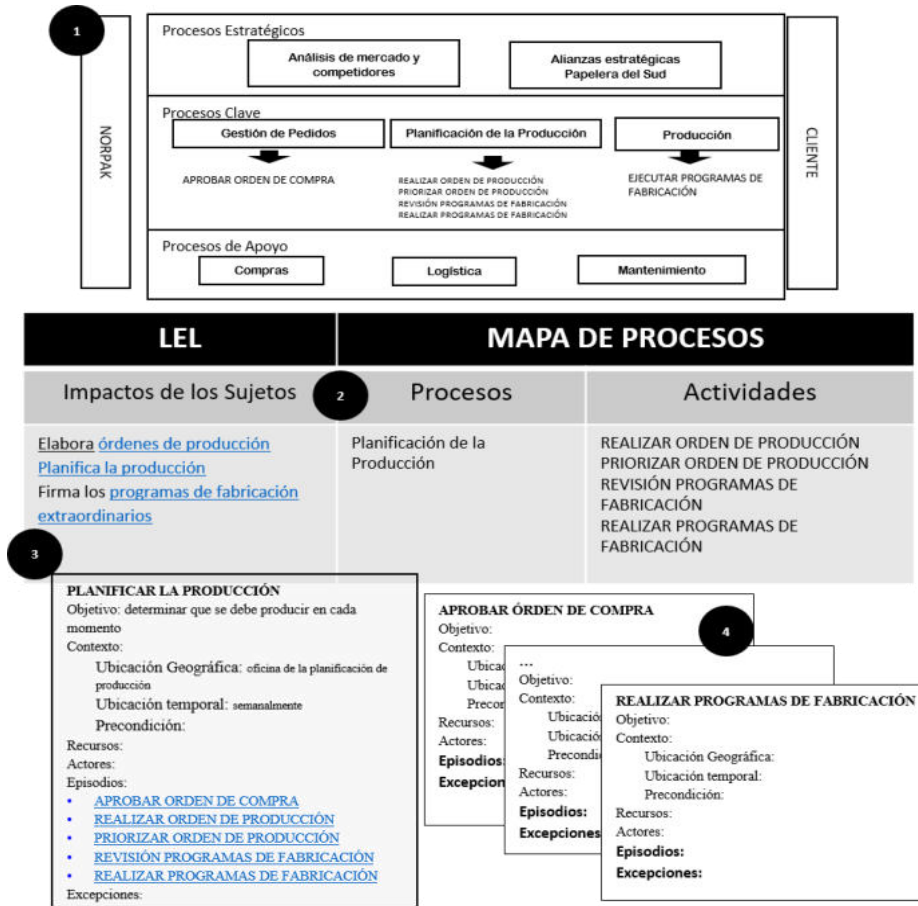 1
Procesos Estratégicos
Análisis de mercado y
competidores
Alianzas estratégicas
Papelera del Sud
NORPAK
Procesos Clave
Gestión de Pedidos
Planificación de la Producción
Producción
APROBAR ORDEN DE COMPRA
REALIZAR ORDEN DE PRODUCCIÓN
PRIORIZAR ORDEN DE PRODUCCIÓN
REVISIÓN PROGRAMAS DE FABRICACIÓN
REALIZAR PROGRAMAS DE FABRICACIÓN
EJECUTAR PROGRAMAS DE
FABRICACIÓN
CLIENTE
Procesos de Apoyo
Compras
Logística
Mantenimiento
LEL
MAPA DE PROCESOS
Impactos de los Sujetos
2
Procesos
Actividades
Elabora órdenes de producción
Planifica la producción
Firma los programas de fabricación
extraordinarios
Planificación de la
Producción
REALIZAR ORDEN DE PRODUCCIÓN
PRIORIZAR ORDEN DE PRODUCCIÓN
REVISIÓN PROGRAMAS DE
FABRICACIÓN
REALIZAR PROGRAMAS DE
FABRICACIÓN
3
PLANIFICAR LA PRODUCCIÓN
Objetivo: determinar que se debe producir en cada
momento
Contexto:
Ubicación Geográfica: oficina de la planificación de
producción
Ubicación temporal: semanalmente
Precondición:
Recursos:
Actores:
Episodios:
• APROBAR ORDEN DE COMPRA
• REALIZAR ORDEN DE PRODUCCIÓN
• PRIORIZAR ORDEN DE PRODUCCIÓN
• REVISIÓN PROGRAMAS DE FABRICACIÓN
• REALIZAR PROGRAMAS DE FABRICACIÓN
Excepciones:
APROBAR ÓRDEN DE COMPRA
Objetivo:
Contexto:
Ubicac
Ubicac
Precon
Recursos:
Actores:
Episodios:
Excepcion
4
...
Objetivo:
Contexto:
Ubicació
Ubicació
Precondi
Recursos:
Actores:
Episodios:
Excepciones
REALIZAR PROGRAMAS DE FABRICACIÓN
Objetivo:
Contexto:
Ubicación Geográfica:
Ubicación temporal:
Precondición:
Recursos:
Actores:
Episodios:
Excepciones: